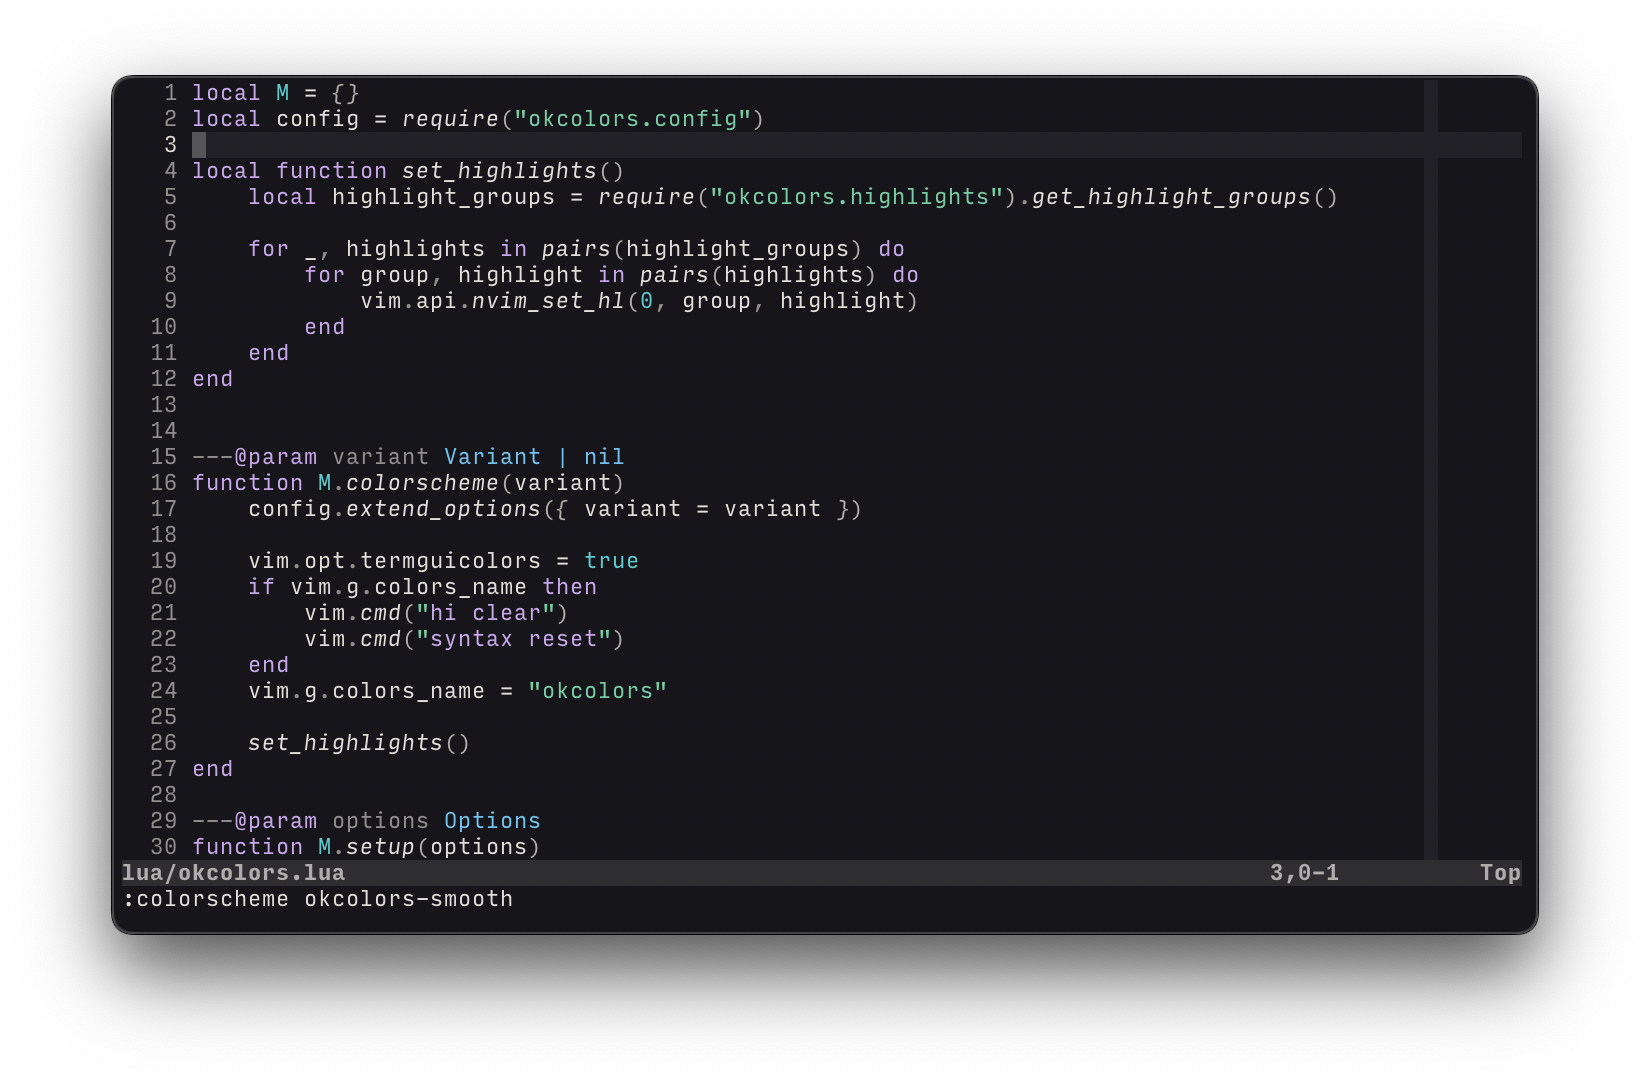 1 local M = {}
2 local config = require("okcolors.config")
3
4 local function set_highlights()
5     local highlight_groups = require("okcolors.highlights").get_highlight_groups()
6
7     for _, highlights in pairs(highlight_groups) do
8         for group, highlight in pairs(highlights) do
9             vim.api.nvim_set_hl(0, group, highlight)
10         end
11     end
12 end
13
14
15 ---@param variant Variant | nil
16 function M.colorscheme(variant)
17     config.extend_options({ variant = variant })
18
19     vim.opt.termguicolors = true
20     if vim.g.colors_name then
21         vim.cmd("hi clear")
22         vim.cmd("syntax reset")
23     end
24     vim.g.colors_name = "okcolors"
25
26     set_highlights()
27 end
28
29 ---@param options Options
30 function M.setup(options)
lua/okcolors.lua 3,0-1 Top
:colorscheme okcolors-smooth